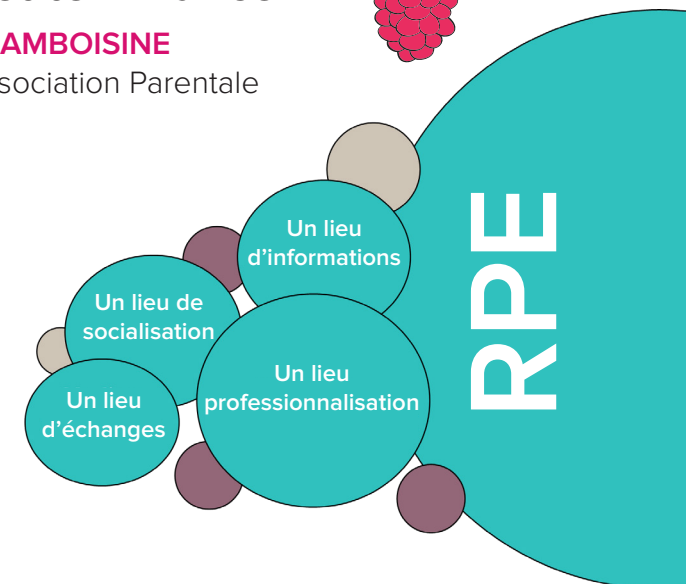 AMBOISINE
sociation Parentale
Un lieu
d'informations
Un lieu de
socialisation
Un lieu
professionnalisation
Un lieu
d'échanges
RPE